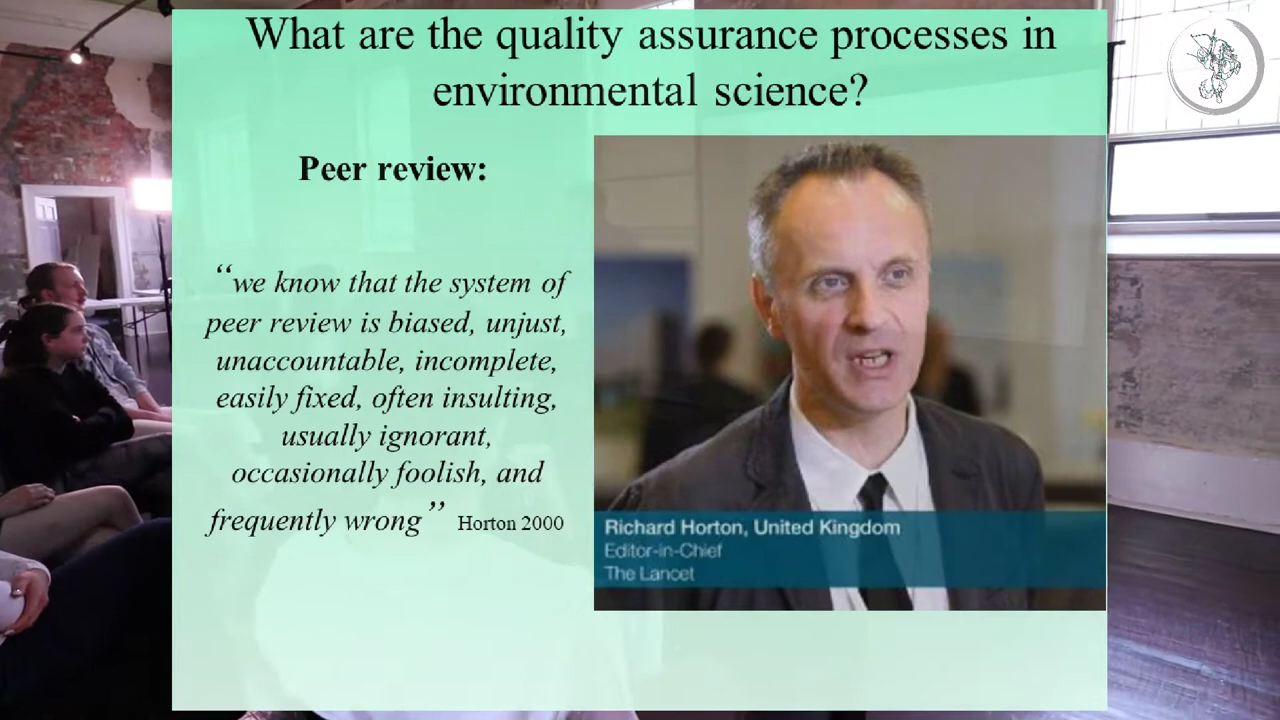 What are the quality assurance processes in
environmental science?
Peer review:
“we know that the system of
peer review is biased, unjust,
unaccountable, incomplete,
easily fixed, often insulting,
usually ignorant,
occasionally foolish, and
frequently wrong” Horton 2000
Richard Horton, United Kingdom
Editor-in-Chief
The Lancet